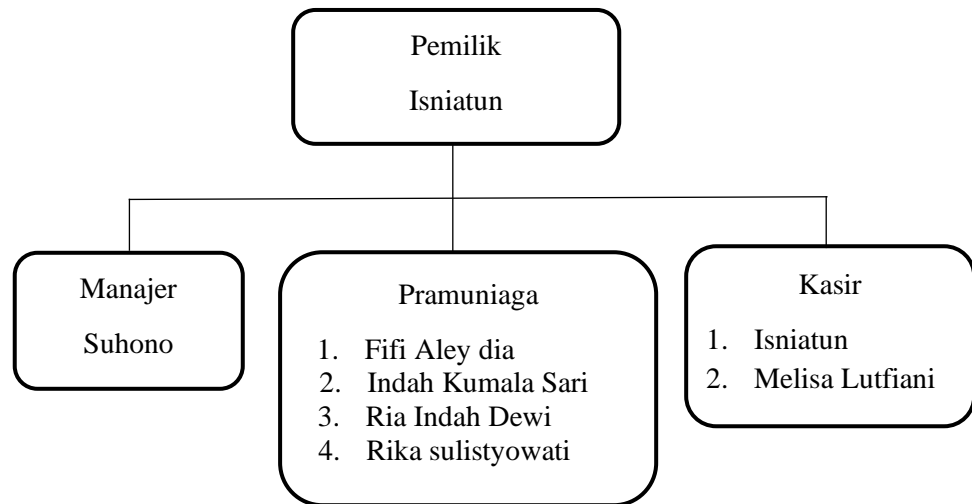 Pemilik
Isniatun
Manajer
Suhono
Pramuniaga
1. Fifi Aley dia
2. Indah Kumala Sari
3. Ria Indah Dewi
4. Rika sulistyowati
Kasir
1. Isniatun
2. Melisa Lutfiani